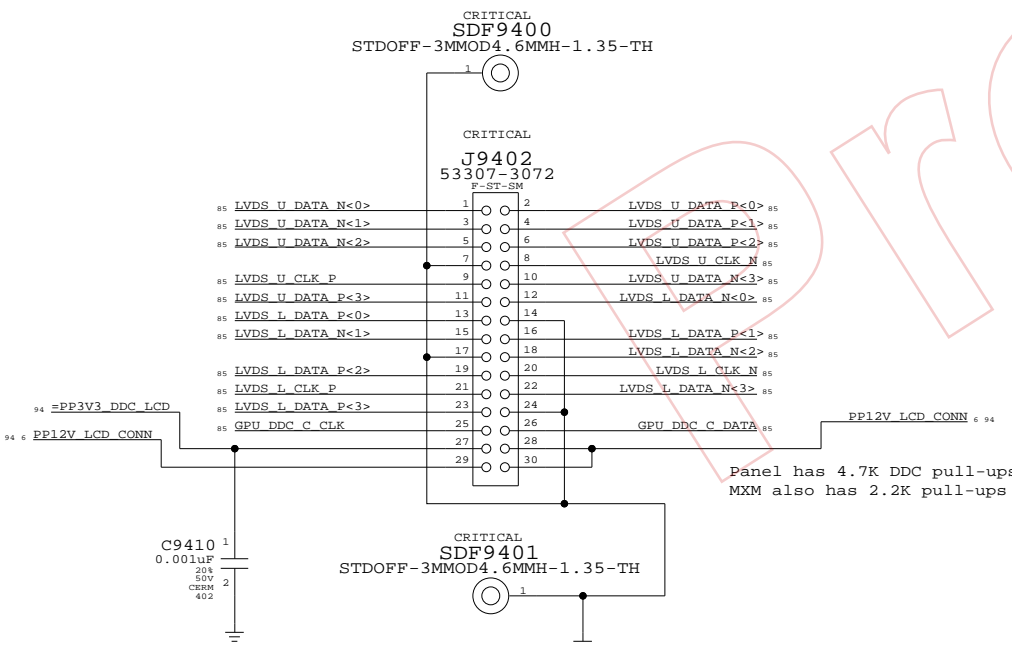 CRITICAL
SDF9400
STDOFF-3MMOD4.6MMH-1.35-TH
1
CRITICAL
J9402
53307-3072
F-ST-SM
85 LVDS_U_DATA_N<0> 1 2 LVDS_U_DATA_P<0> 85
85 LVDS_U_DATA_N<1> 3 4 LVDS_U_DATA_P<1> 85
85 LVDS_U_DATA_N<2> 5 6 LVDS_U_DATA_P<2> 85
7 8 LVDS_U_CLK_N 85
85 LVDS_U_CLK_P 9 10 LVDS_U_DATA_N<3> 85
85 LVDS_U_DATA_P<3> 11 12 LVDS_L_DATA_N<0> 85
85 LVDS_L_DATA_P<0> 13 14
85 LVDS_L_DATA_N<1> 15 16 LVDS_L_DATA_P<1> 85
17 18 LVDS_L_DATA_N<2> 85
85 LVDS_L_DATA_P<2> 19 20 LVDS_L_CLK_N 85
85 LVDS_L_CLK_P 21 22 LVDS_L_DATA_N<3> 85
85 LVDS_L_DATA_P<3> 23 24
94 =PP3V3_DDC_LCD
PP12V_LCD_CONN 6 94
85 GPU_DDC_C_CLK 25 26 GPU_DDC_C_DATA 85
94 6 PP12V_LCD_CONN
27 28
29 30
Panel has 4.7K DDC pull-ups
MXM also has 2.2K pull-ups
C9410 1
0.001uF
20%
50V
CERM 2
402
CRITICAL
SDF9401
STDOFF-3MMOD4.6MMH-1.35-TH
1
Pr